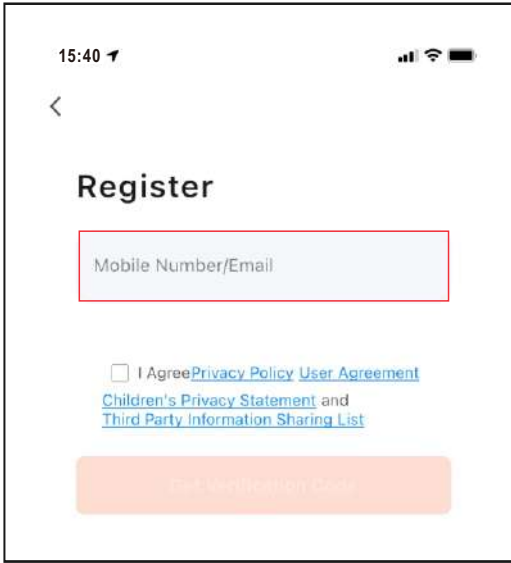 15:40
Register
Mobile Number/Email
I AgreePrivacy Policy User Agreement
Children's Privacy Statement and
Third Party Information Sharing List
Get Verification Code